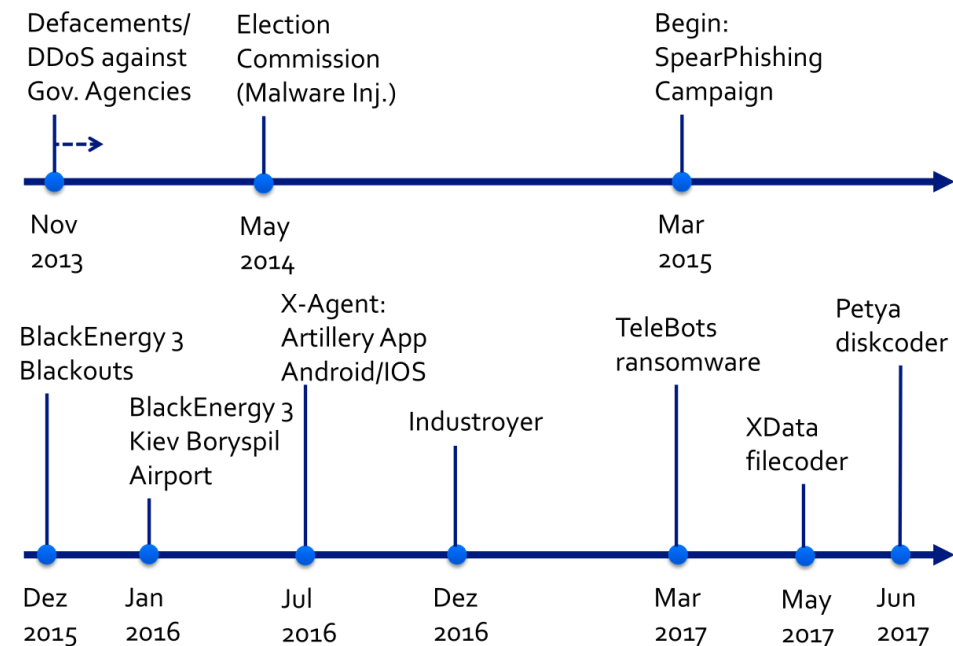 Defacements/
DDoS against
Gov. Agencies
Election
Commission
(Malware Inj.)
Begin:
SpearPhishing
Campaign
Nov
2013
May
2014
Mar
2015
BlackEnergy 3
Blackouts
BlackEnergy 3
Kiev Boryspil
Airport
X-Agent:
Artillery App
Android/IOS
Industroyer
TeleBots
ransomware
XData
filecoder
Petya
diskcoder
Dez
2015
Jan
2016
Jul
2016
Dez
2016
Mar
2017
May
2017
Jun
2017